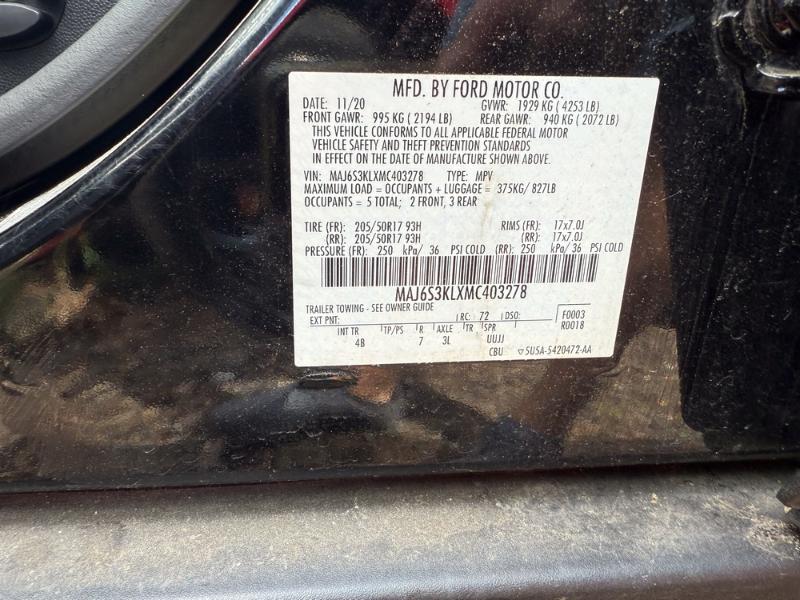 MFD. BY FORD MOTOR CO.
DATE: 11/20 GVWR: 1929 KG ( 4253 LB)
FRONT GAWR: 995 KG ( 2194 LB) REAR GAWR: 940 KG ( 2072 LB)
THIS VEHICLE CONFORMS TO ALL APPLICABLE FEDERAL MOTOR
VEHICLE SAFETY AND THEFT PREVENTION STANDARDS
IN EFFECT ON THE DATE OF MANUFACTURE SHOWN ABOVE.
VIN: MAJ6S3KLXMC403278 TYPE: MPV
MAXIMUM LOAD = OCCUPANTS + LUGGAGE = 375KG/ 827LB
OCCUPANTS = 5 TOTAL; 2 FRONT, 3 REAR
TIRE (FR): 205/50R17 93H RIMS (FR): 17x7.0J
(RR): 205/50R17 93H (RR): 17x7.0J
PRESSURE (FR): 250 kPa/ 36 PSI COLD (RR): 250 kPa/36 PSI COLD
MAJ6S3KLXMC403278
TRAILER TOWING - SEE OWNER GUIDE
EXT PNT: RC: 72 DSO: F0003
R0018
INT TR TP/PS R AXLE TR SPR
4B 7 3L UUJJ
CBU ▽5U5A-5420472-AA